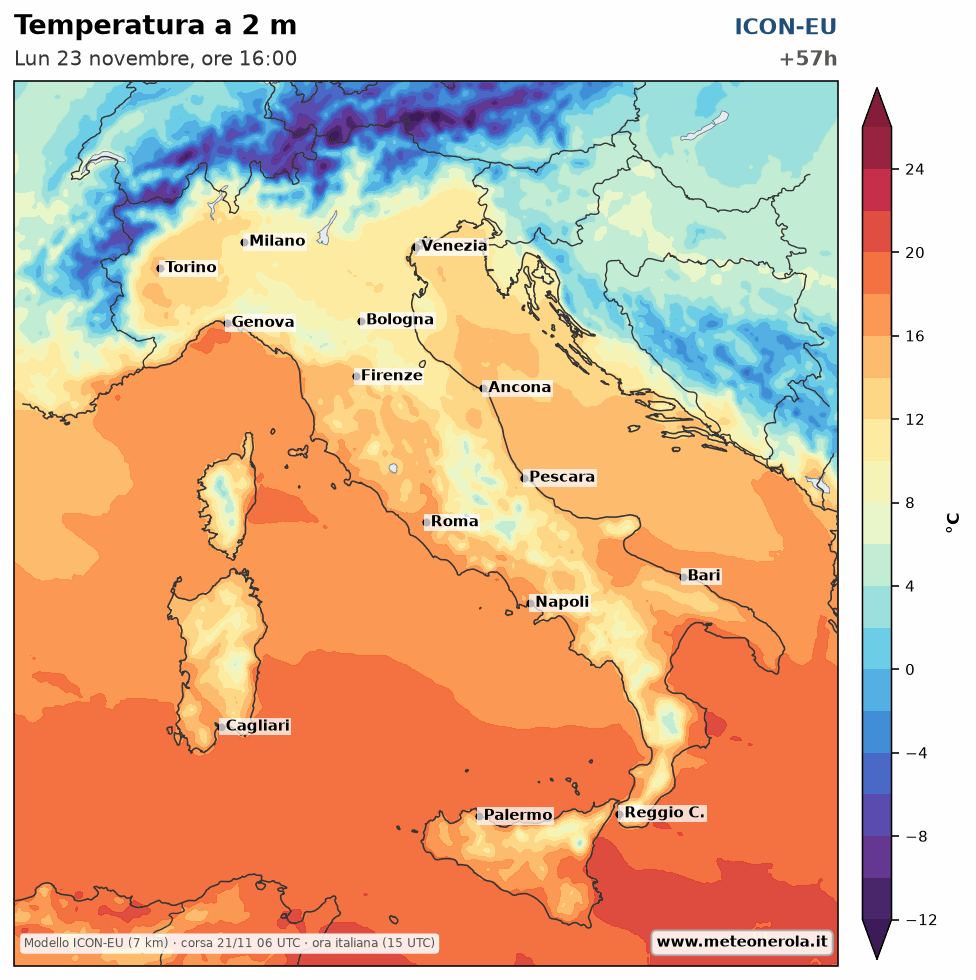 Temperatura a 2 m
ICON-EU
Lun 23 novembre, ore 16:00
+57h
Milano
Venezia
Torino
Genova
Bologna
Firenze
Ancona
Pescara
Roma
Bari
Napoli
Cagliari
Palermo
Reggio C.
24
20
16
12
8
4
0
−4
−8
−12
°C
Modello ICON-EU (7 km) · corsa 21/11 06 UTC · ora italiana (15 UTC)
www.meteonerola.it